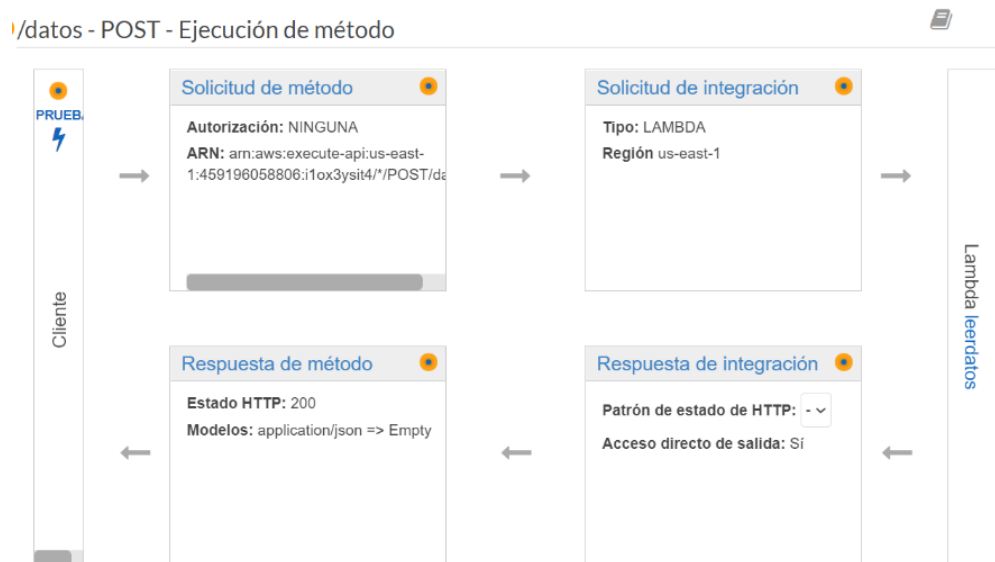 /datos - POST - Ejecución de método
PRUEB
Cliente
Solicitud de método
Autorización: NINGUNA
ARN: arn:aws:execute-api:us-east-
1:459196058806:i1ox3ysit4/*/POST/da
Solicitud de integración
Tipo: LAMBDA
Región us-east-1
Lambda leerdatos
Respuesta de método
Estado HTTP: 200
Modelos: application/json => Empty
Respuesta de integración
Patrón de estado de HTTP: -
Acceso directo de salida: Sí